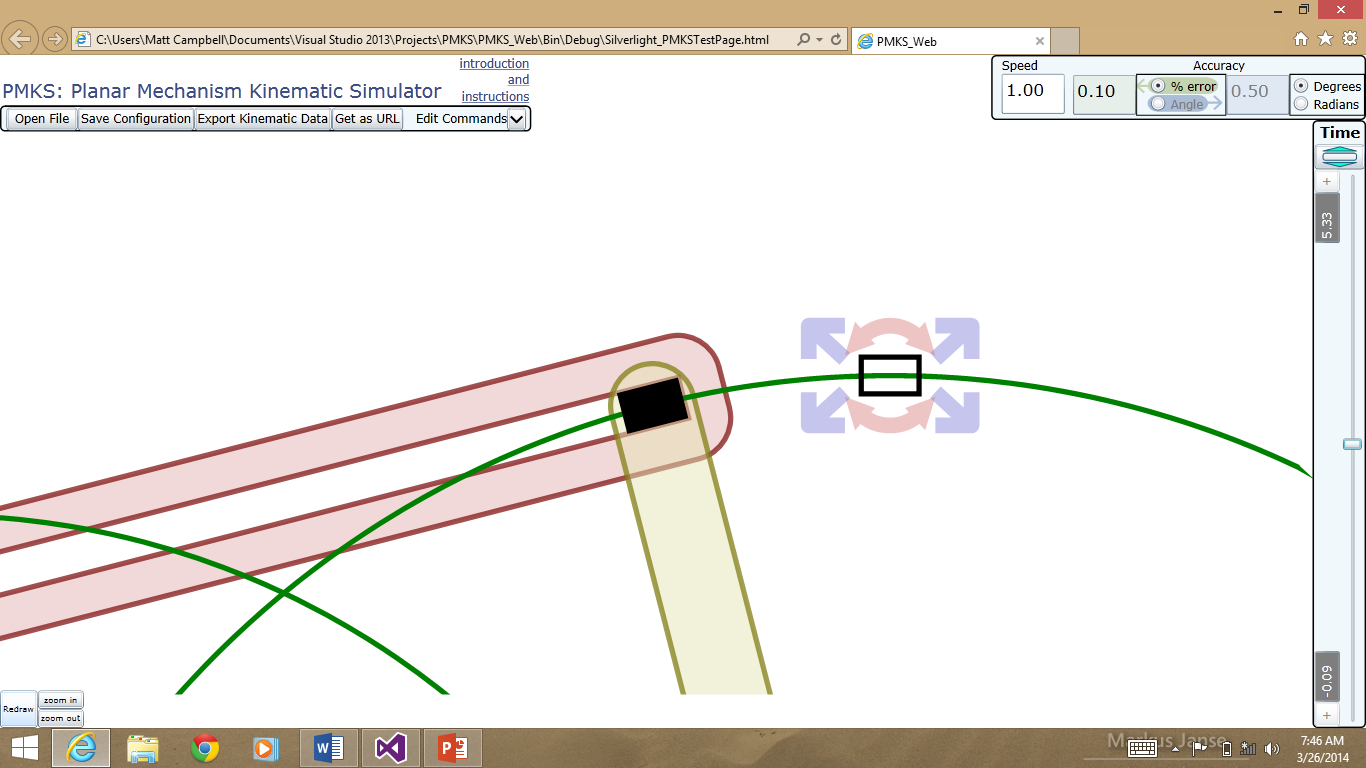 C:\Users\Matt Campbell\Documents\Visual Studio 2013\Projects\PMKS\PMKS_Web\Bin\Debug\Silverlight_PMKSTestPage.html
PMKS_Web
introduction
and
instructions
PMKS: Planar Mechanism Kinematic Simulator
Open File
Save Configuration
Export Kinematic Data
Get as URL
Edit Commands
Speed
Accuracy
1.00
0.10
% error
Angle
0.50
Degrees
Radians
Time
+
5.33
-0.09
+
Redraw
zoom in
zoom out
Markus Janse
7:46 AM
3/26/2014